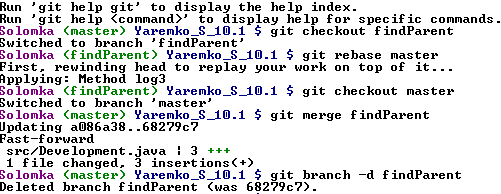 Run 'git help git' to display the help index.
Run 'git help <command>' to display help for specific commands.
Solomka (master) Yaremko_S_10.1 $ git checkout findParent
Switched to branch 'findParent'
Solomka (findParent) Yaremko_S_10.1 $ git rebase master
First, rewinding head to replay your work on top of it...
Applying: Method log3
Solomka (findParent) Yaremko_S_10.1 $ git checkout master
Switched to branch 'master'
Solomka (master) Yaremko_S_10.1 $ git merge findParent
Updating a086a38..68279c7
Fast-forward
 src/Development.java | 3 +++
 1 file changed, 3 insertions(+)
Solomka (master) Yaremko_S_10.1 $ git branch -d findParent
Deleted branch findParent (was 68279c7).